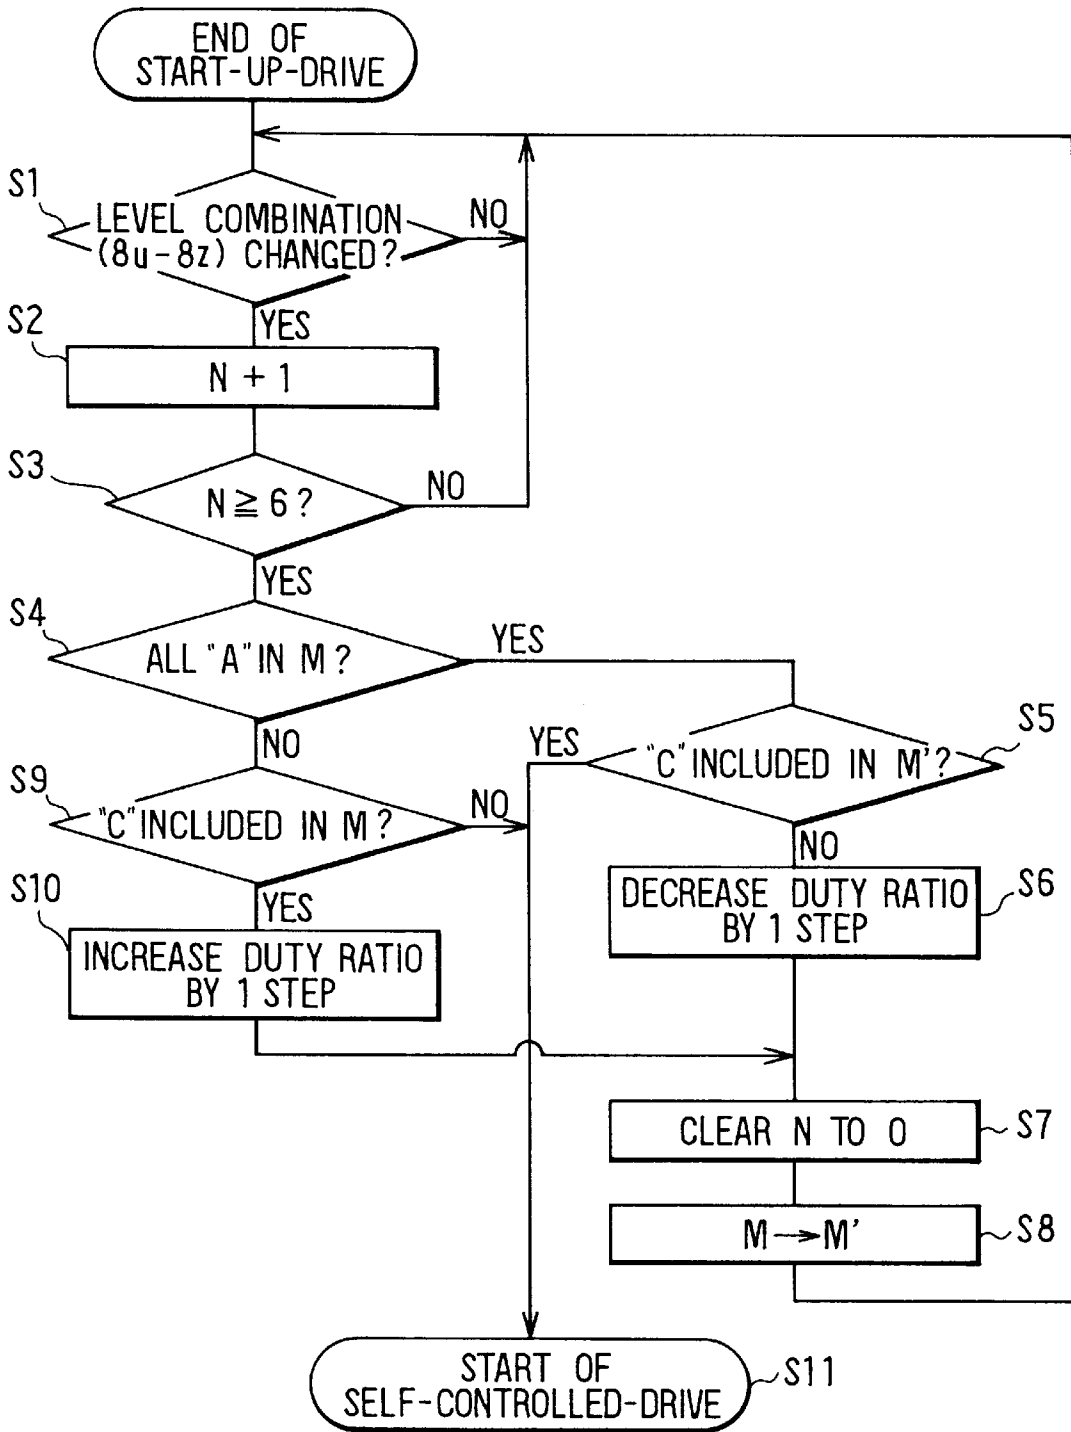 END OF
START-UP-DRIVE
S1
LEVEL COMBINATION
(8u-8z) CHANGED?
NO
YES
S2
N + 1
S3
N ≧ 6?
NO
YES
S4
ALL "A" IN M?
YES
NO
S5
"C" INCLUDED IN M'?
YES
NO
S9
"C" INCLUDED IN M?
NO
YES
S6
DECREASE DUTY RATIO
BY 1 STEP
S10
INCREASE DUTY RATIO
BY 1 STEP
CLEAR N TO 0
S7
M → M'
S8
START OF
SELF-CONTROLLED-DRIVE
S11